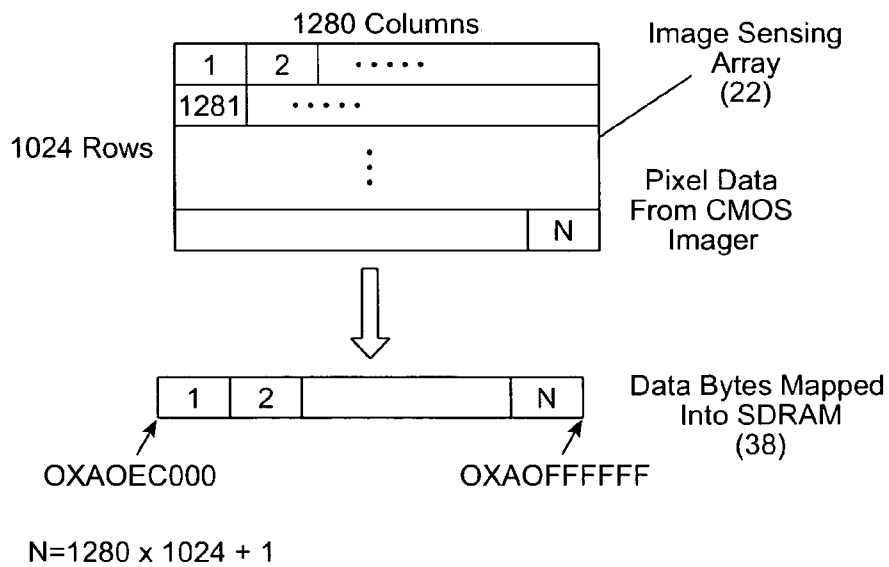 1280 Columns
1 2 .....
1281 .....
1024 Rows
N
Image Sensing
Array
(22)
Pixel Data
From CMOS
Imager
1 2 N
OXAOEC000
OXAOFFFFFF
Data Bytes Mapped
Into SDRAM
(38)
N=1280 x 1024 + 1